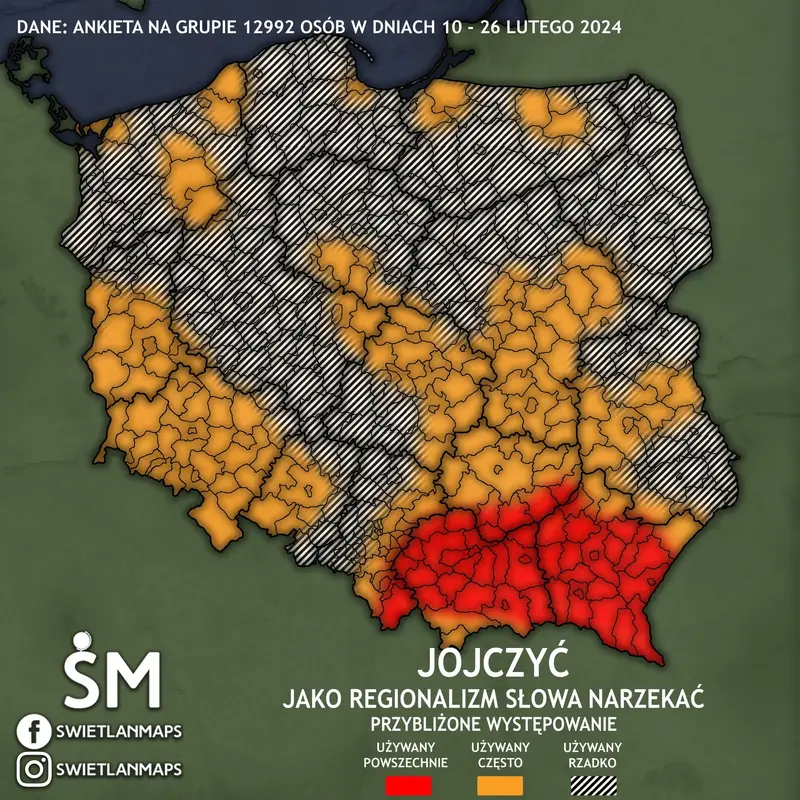 DANE: ANKIETA NA GRUPIE 12992 OSÓB W DNIACH 10 - 26 LUTEGO 2024
ŚM
SWIETLANMAPS
SWIETLANMAPS
JOJCZYĆ
JAKO REGIONALIZM SŁOWA NARZEKAĆ
PRZYBLIŻONE WYSTĘPOWANIE
UŻYWANY
POWSZECHNIE
UŻYWANY
CZĘSTO
UŻYWANY
RZADKO